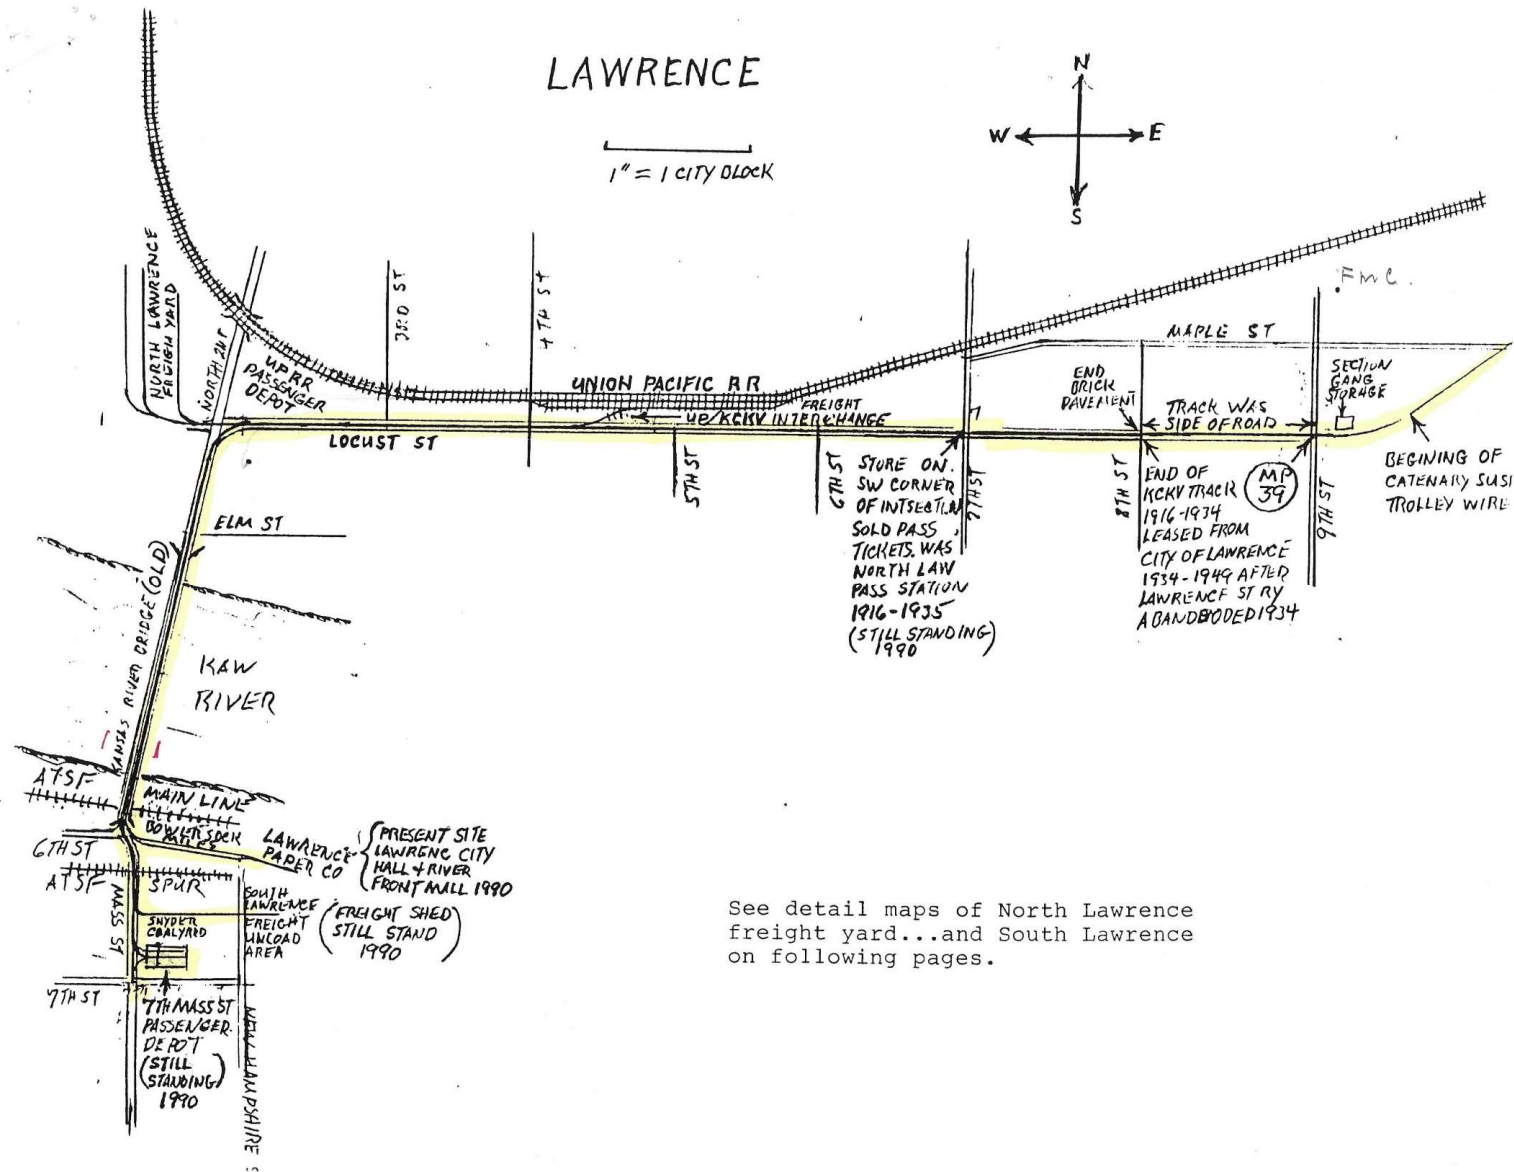 LAWRENCE
1" = 1 CITY BLOCK
N
W
E
S
NORTH LAWRENCE
FREIGH YARD
NORTH 2ND
UPRR
PASSENGER
DEPOT
3RD ST
4TH ST
UNION PACIFIC RR
FREIGHT
UP/KCKV INTERCHANGE
LOCUST ST
5TH ST
6TH ST
7TH ST
STORE ON
SW CORNER
OF INTSECTION
SOLD PASS
TICKETS. WAS
NORTH LAW
PASS STATION
1916-1935
(STILL STANDING)
1990
MAPLE ST
FMC.
END
BRICK
PAVEMENT
TRACK WAS
SIDE OF ROAD
SECTION
GANG
STORAGE
8TH ST
END OF
KCKV TRACK
1916-1934
LEASED FROM
CITY OF LAWRENCE
1934-1949 AFTER
LAWRENCE ST RY
ABANDONDED 1934
MP
39
9TH ST
BEGINING OF
CATENARY SUSI
TROLLEY WIRE
ELM ST
KANSAS RIVER BRIDGE (OLD)
KAW
RIVER
ATSF
MAIN LINE
BOWERSOCK
MILLS
6TH ST
LAWRENCE
PAPER CO
PRESENT SITE
LAWRENC CITY
HALL & RIVER
FRONT MALL 1990
ATSF
SPUR
MASS ST
SNYDER
COALYRD
SOUTH
LAWRENCE
FREIGHT
UNLOAD
AREA
(FREIGHT SHED)
STILL STAND
1990
7TH ST
7TH MASS ST
PASSENGER
DEPOT
(STILL
STANDING)
1990
NEW HAMPSHIRE
See detail maps of North Lawrence
freight yard...and South Lawrence
on following pages.